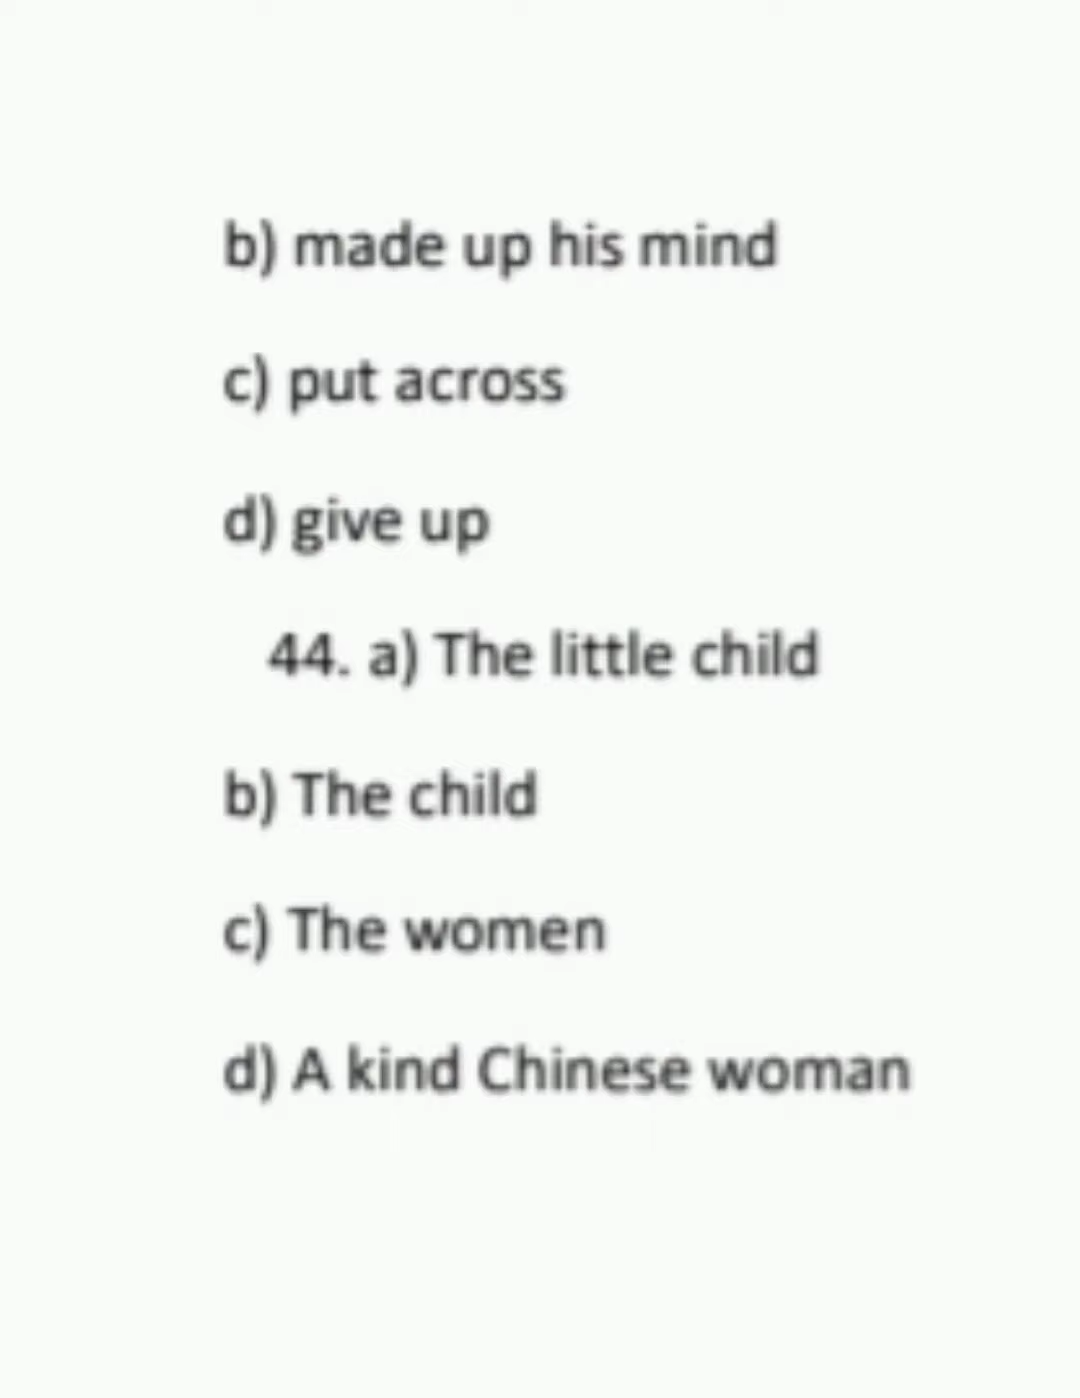 b) made up his mind
c) put across
d) give up
44. a) The little child
b) The child
c) The women
d) A kind Chinese woman